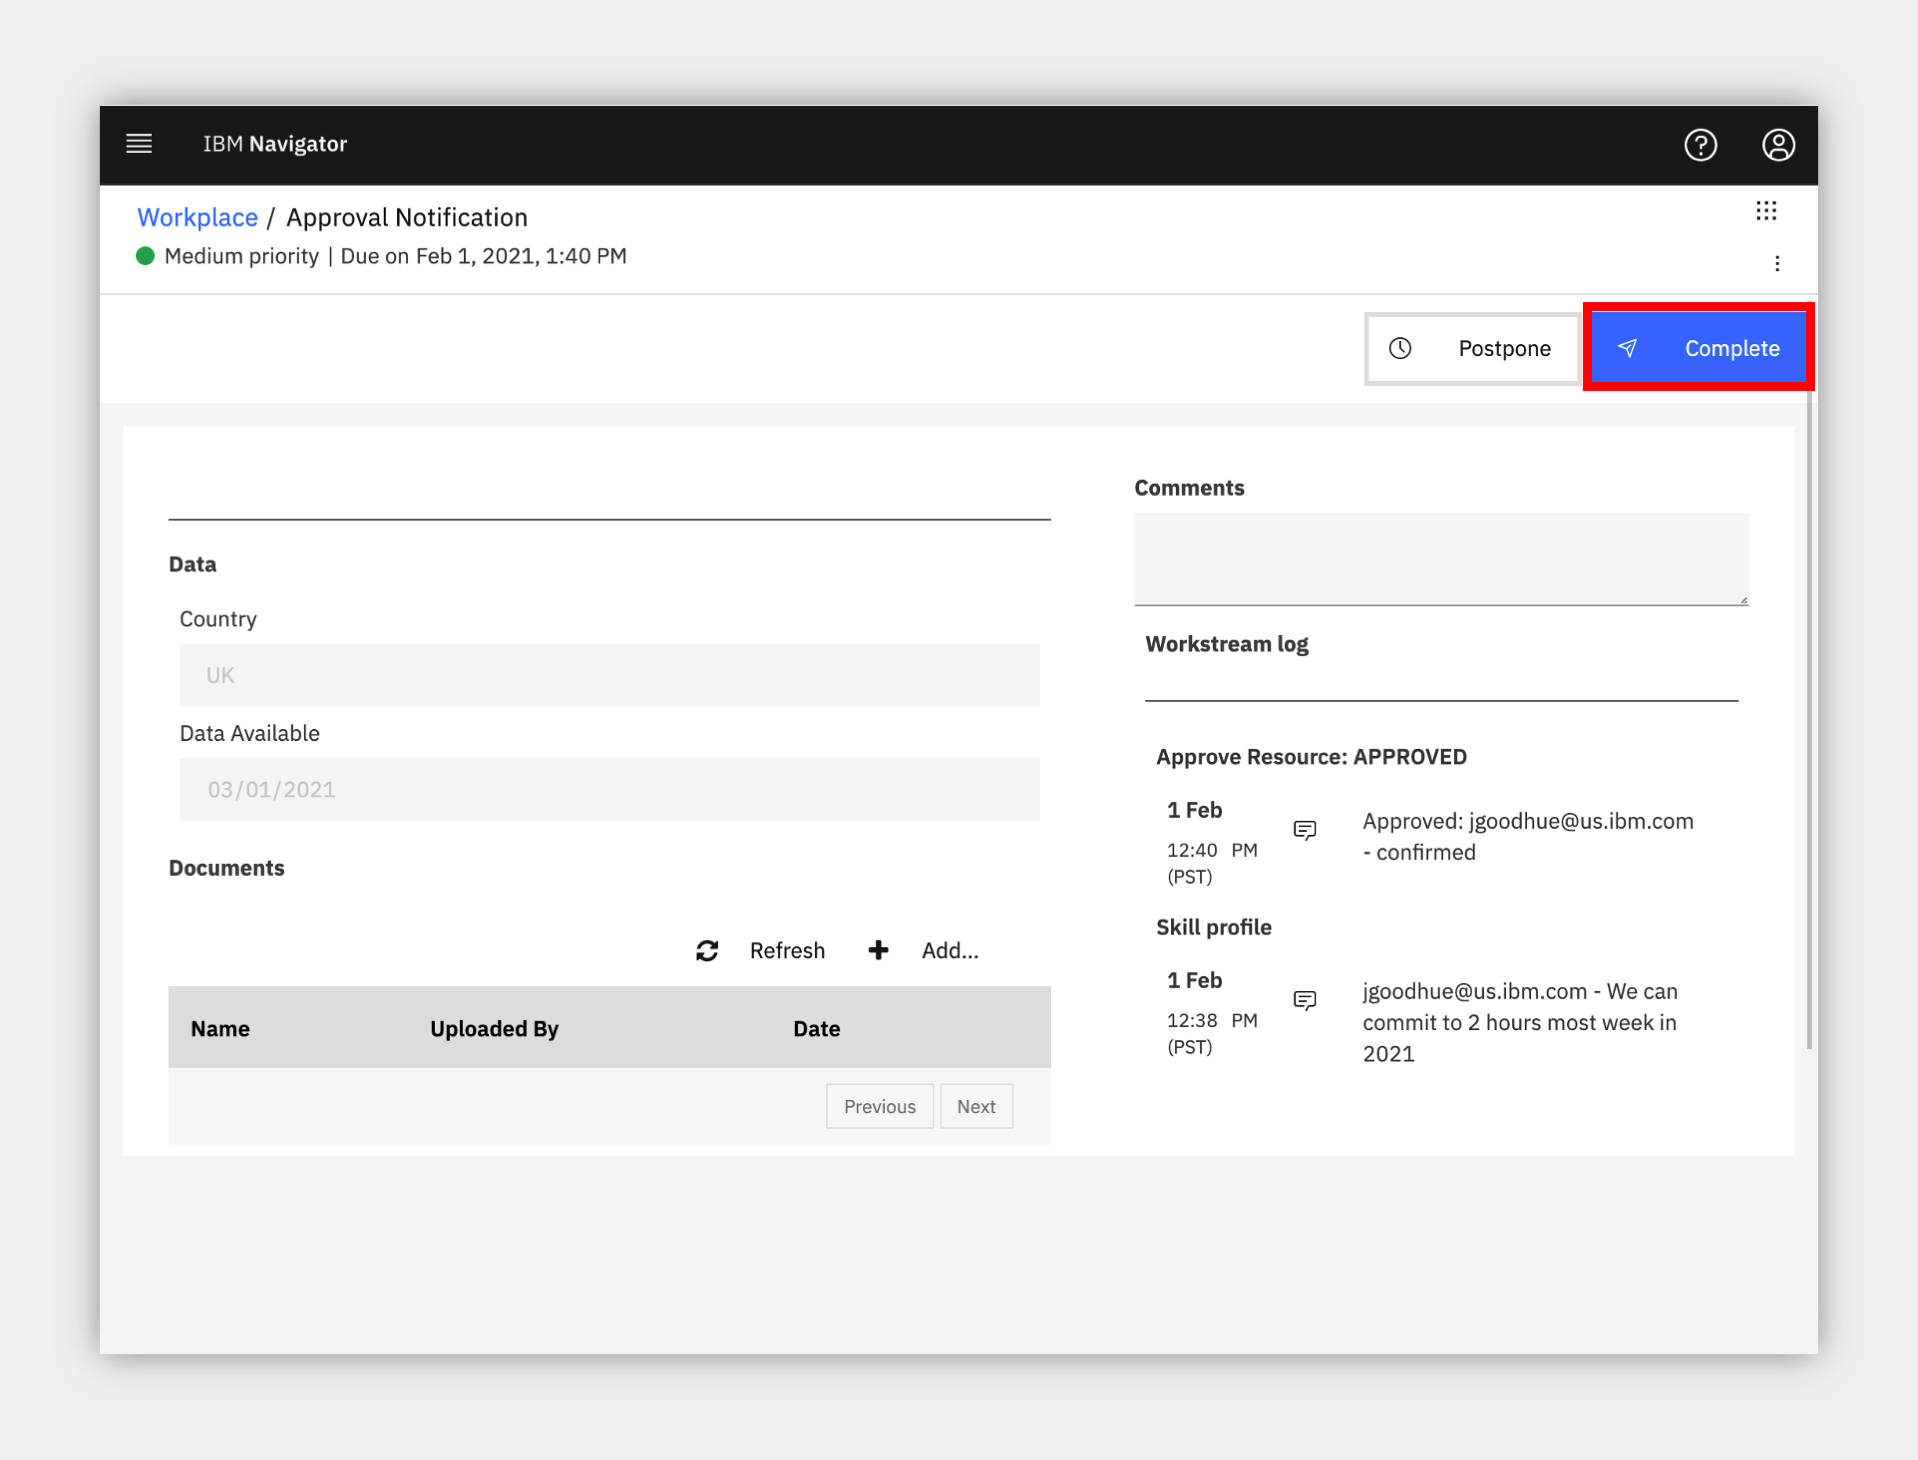 IBM Navigator
Workplace / Approval Notification
Medium priority | Due on Feb 1, 2021, 1:40 PM
Postpone
Complete
Data
Country
UK
Data Available
03/01/2021
Documents
Refresh
Add...
Name Uploaded By Date
Previous Next
Comments
Workstream log
Approve Resource: APPROVED
1 Feb
12:40 PM
(PST)
Approved: jgoodhue@us.ibm.com
- confirmed
Skill profile
1 Feb
12:38 PM
(PST)
jgoodhue@us.ibm.com - We can
commit to 2 hours most week in
2021